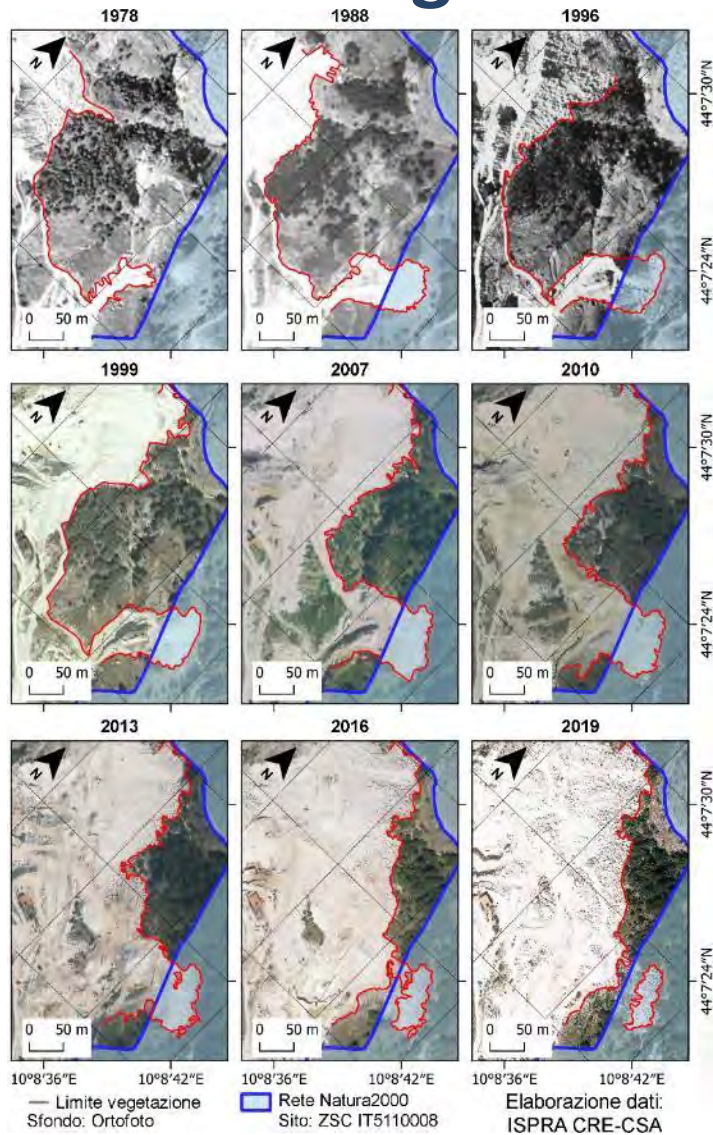 1978
1988
1996
N
N
N
44°7'30"N
44°7'24"N
0 50 m
0 50 m
0 50 m
1999
2007
2010
N
N
N
44°7'30"N
44°7'24"N
0 50 m
0 50 m
0 50 m
2013
2016
2019
N
N
N
44°7'30"N
44°7'24"N
0 50 m
0 50 m
0 50 m
10°8'36"E 10°8'42"E
10°8'36"E 10°8'42"E
10°8'36"E 10°8'42"E
Limite vegetazione
Sfondo: Ortofoto
Rete Natura2000
Sito: ZSC IT5110008
Elaborazione dati:
ISPRA CRE-CSA